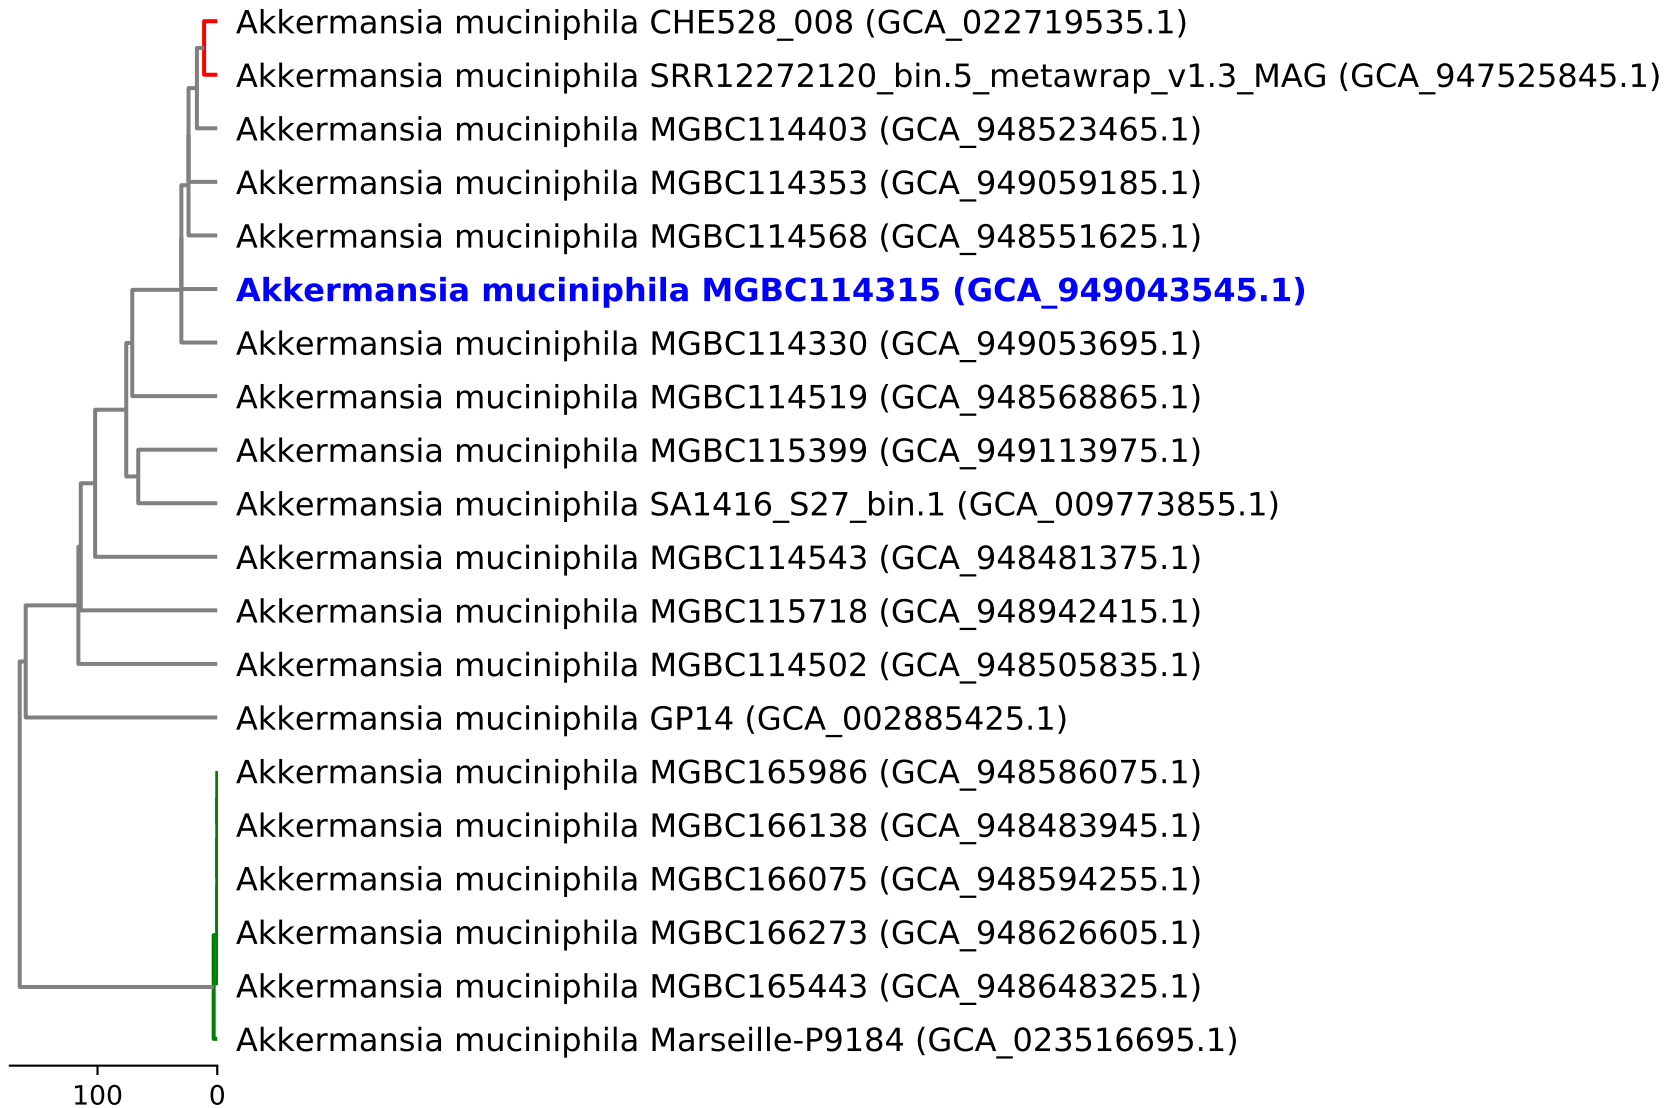 Akkermansia muciniphila CHE528_008 (GCA_022719535.1)
Akkermansia muciniphila SRR12272120_bin.5_metawrap_v1.3_MAG (GCA_947525845.1)
Akkermansia muciniphila MGBC114403 (GCA_948523465.1)
Akkermansia muciniphila MGBC114353 (GCA_949059185.1)
Akkermansia muciniphila MGBC114568 (GCA_948551625.1)
Akkermansia muciniphila MGBC114315 (GCA_949043545.1)
Akkermansia muciniphila MGBC114330 (GCA_949053695.1)
Akkermansia muciniphila MGBC114519 (GCA_948568865.1)
Akkermansia muciniphila MGBC115399 (GCA_949113975.1)
Akkermansia muciniphila SA1416_S27_bin.1 (GCA_009773855.1)
Akkermansia muciniphila MGBC114543 (GCA_948481375.1)
Akkermansia muciniphila MGBC115718 (GCA_948942415.1)
Akkermansia muciniphila MGBC114502 (GCA_948505835.1)
Akkermansia muciniphila GP14 (GCA_002885425.1)
Akkermansia muciniphila MGBC165986 (GCA_948586075.1)
Akkermansia muciniphila MGBC166138 (GCA_948483945.1)
Akkermansia muciniphila MGBC166075 (GCA_948594255.1)
Akkermansia muciniphila MGBC166273 (GCA_948626605.1)
Akkermansia muciniphila MGBC165443 (GCA_948648325.1)
Akkermansia muciniphila Marseille-P9184 (GCA_023516695.1)
100 0